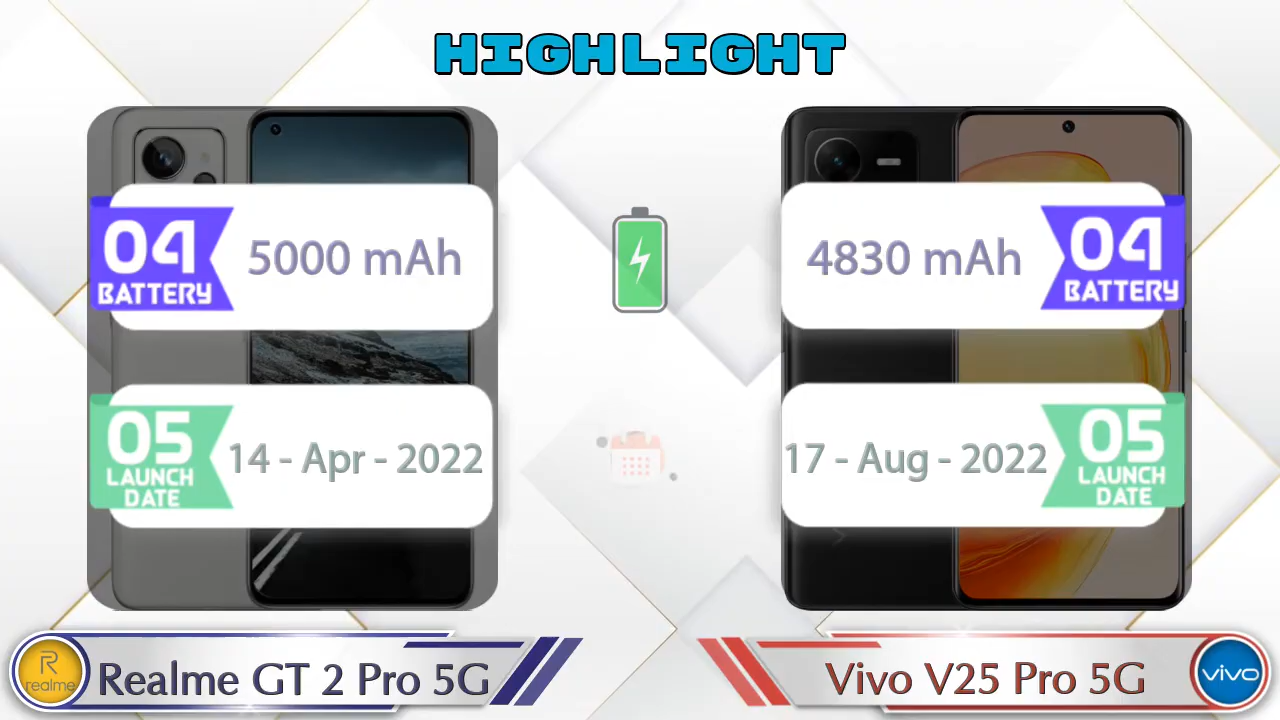 HIGHLIGHT
04
BATTERY
5000 mAh
4830 mAh
04
BATTERY
05
LAUNCH
DATE
14 - Apr - 2022
17 - Aug - 2022
05
LAUNCH
DATE
R
realme
Realme GT 2 Pro 5G
Vivo V25 Pro 5G
vivo